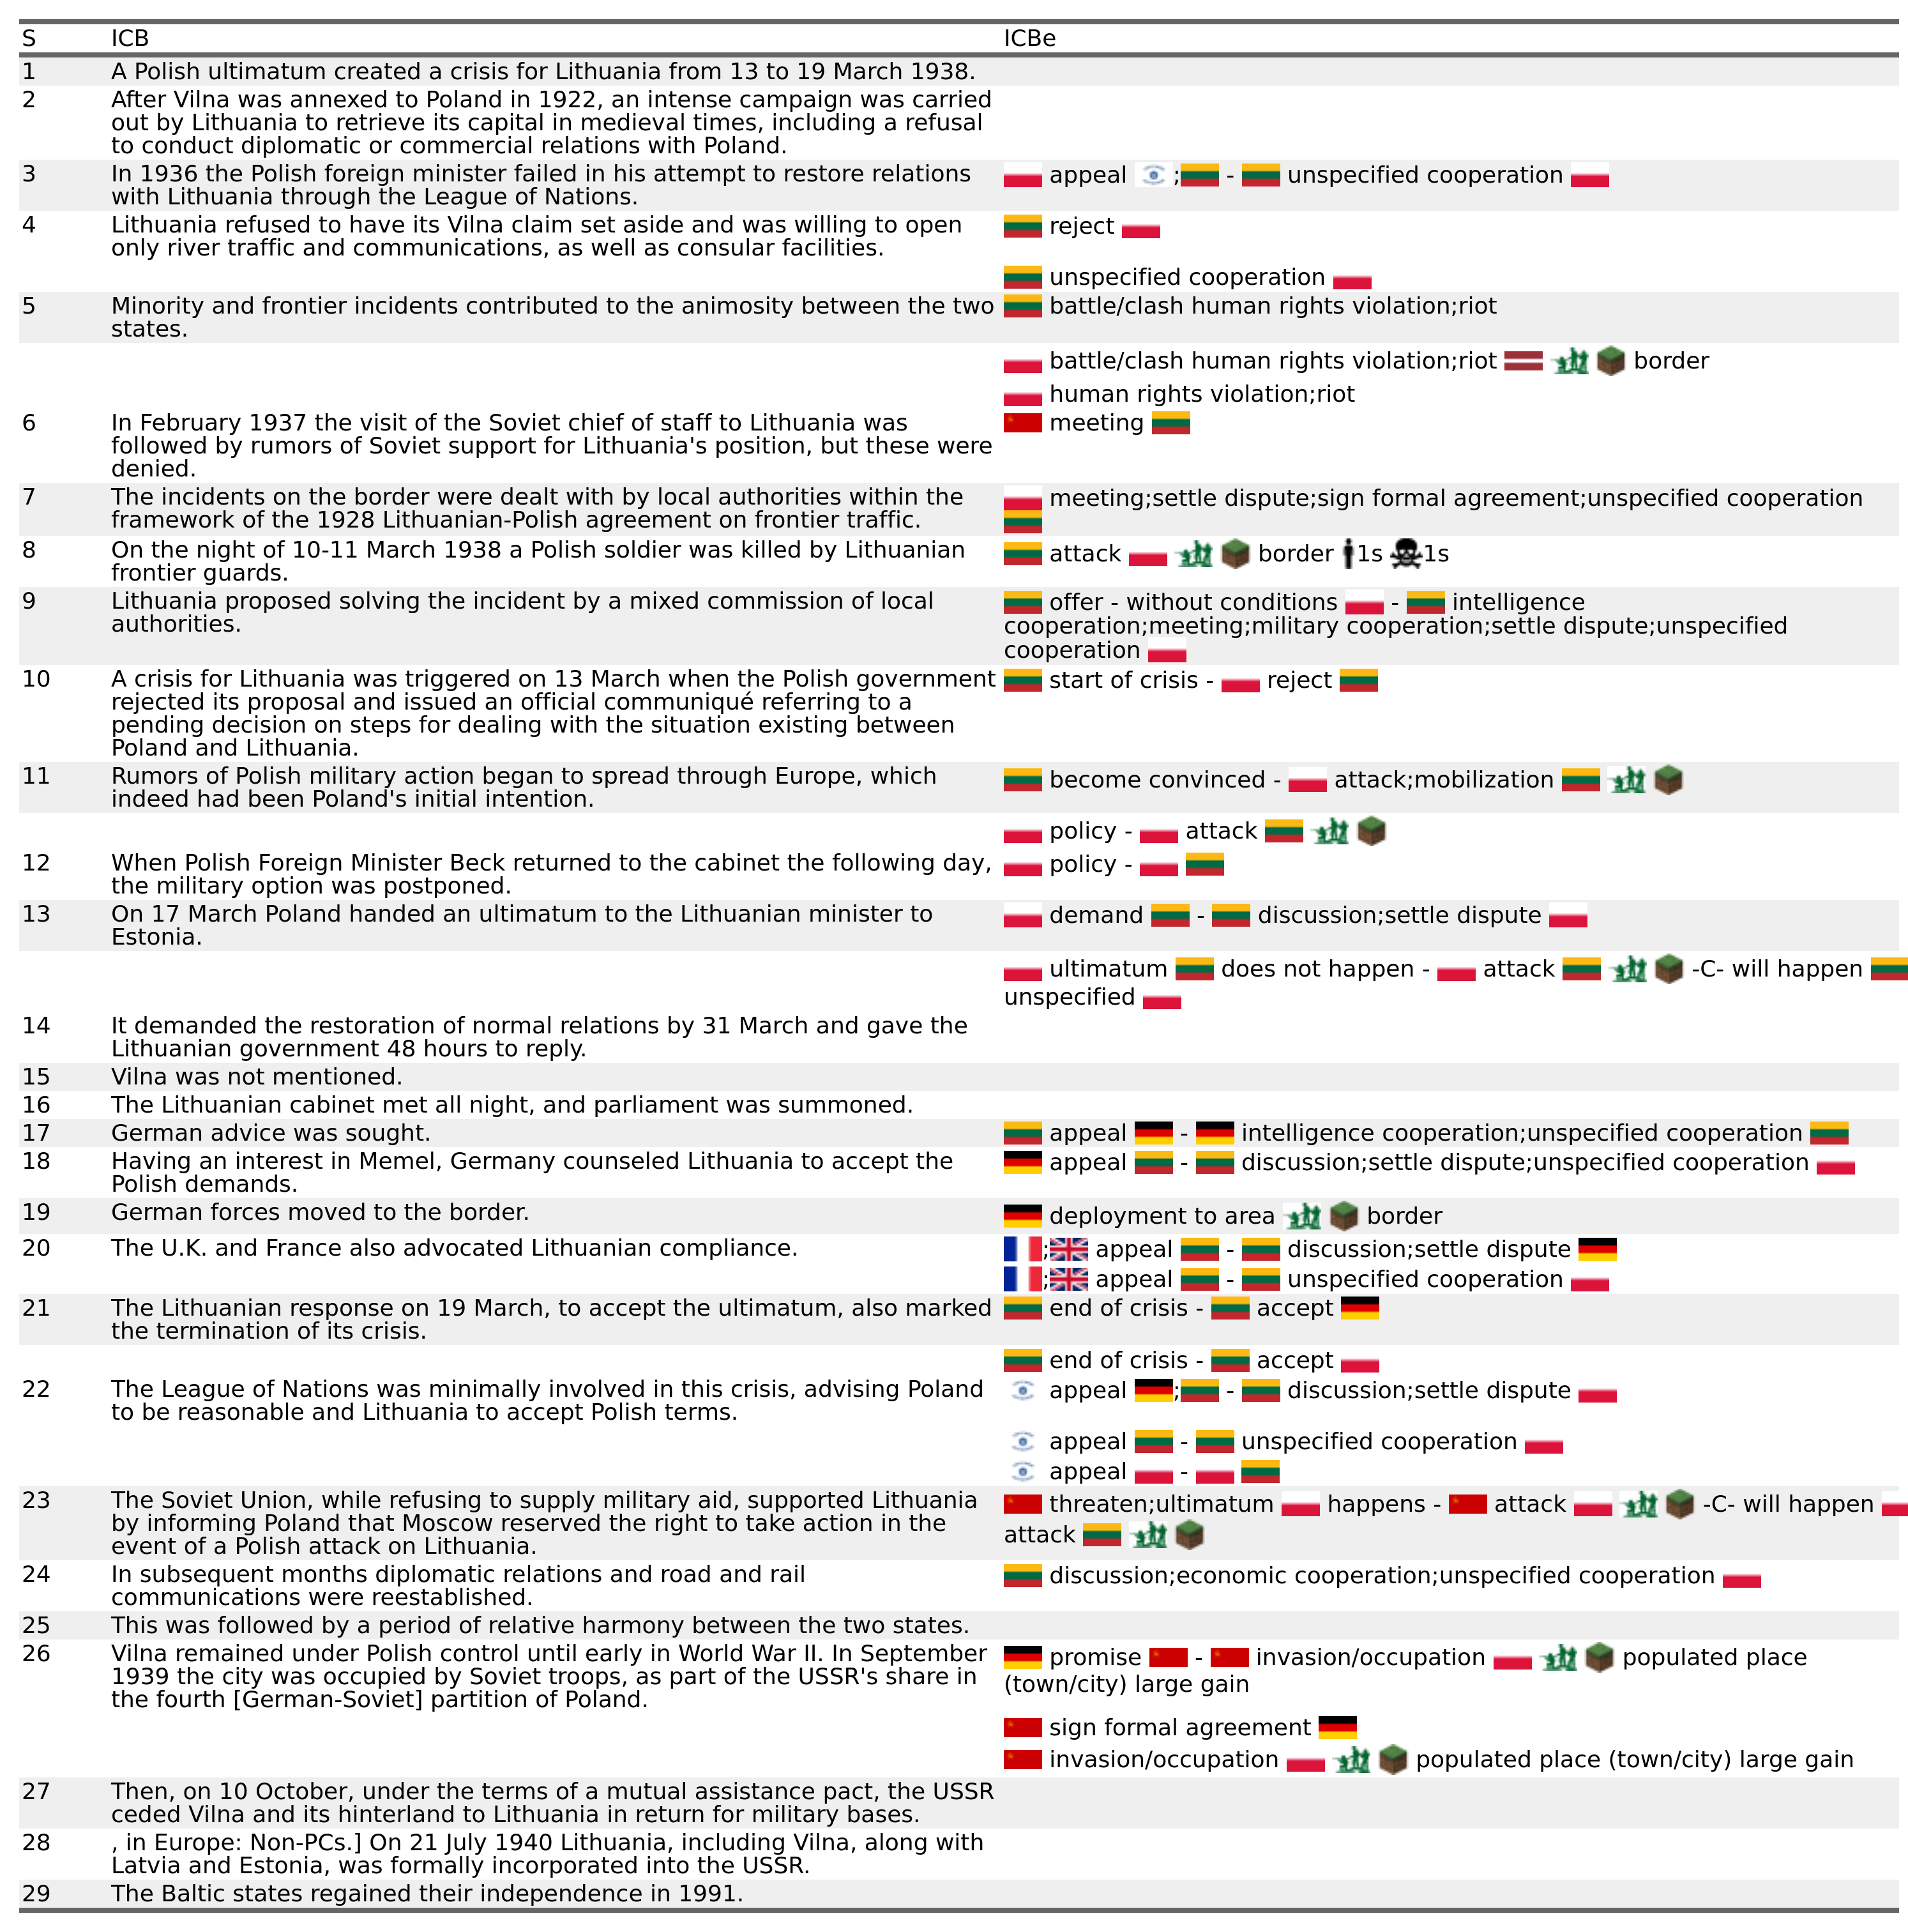 S ICB ICBe
1 A Polish ultimatum created a crisis for Lithuania from 13 to 19 March 1938.
2 After Vilna was annexed to Poland in 1922, an intense campaign was carried
out by Lithuania to retrieve its capital in medieval times, including a refusal
to conduct diplomatic or commercial relations with Poland.
3 In 1936 the Polish foreign minister failed in his attempt to restore relations
with Lithuania through the League of Nations.
appeal ; - unspecified cooperation
4 Lithuania refused to have its Vilna claim set aside and was willing to open
only river traffic and communications, as well as consular facilities.
reject
unspecified cooperation
5 Minority and frontier incidents contributed to the animosity between the two
states.
battle/clash human rights violation;riot
battle/clash human rights violation;riot border
human rights violation;riot
6 In February 1937 the visit of the Soviet chief of staff to Lithuania was
followed by rumors of Soviet support for Lithuania's position, but these were
denied.
meeting
7 The incidents on the border were dealt with by local authorities within the
framework of the 1928 Lithuanian-Polish agreement on frontier traffic.
meeting;settle dispute;sign formal agreement;unspecified cooperation
8 On the night of 10-11 March 1938 a Polish soldier was killed by Lithuanian
frontier guards.
attack border 1s 1s
9 Lithuania proposed solving the incident by a mixed commission of local
authorities.
offer - without conditions - intelligence
cooperation;meeting;military cooperation;settle dispute;unspecified
cooperation
10 A crisis for Lithuania was triggered on 13 March when the Polish government
rejected its proposal and issued an official communiqué referring to a
pending decision on steps for dealing with the situation existing between
Poland and Lithuania.
start of crisis - reject
11 Rumors of Polish military action began to spread through Europe, which
indeed had been Poland's initial intention.
become convinced - attack;mobilization
policy - attack
12 When Polish Foreign Minister Beck returned to the cabinet the following day,
the military option was postponed.
policy -
13 On 17 March Poland handed an ultimatum to the Lithuanian minister to
Estonia.
demand - discussion;settle dispute
ultimatum does not happen - attack -C- will happen
unspecified
14 It demanded the restoration of normal relations by 31 March and gave the
Lithuanian government 48 hours to reply.
15 Vilna was not mentioned.
16 The Lithuanian cabinet met all night, and parliament was summoned.
17 German advice was sought.
appeal - intelligence cooperation;unspecified cooperation
18 Having an interest in Memel, Germany counseled Lithuania to accept the
Polish demands.
appeal - discussion;settle dispute;unspecified cooperation
19 German forces moved to the border.
deployment to area border
20 The U.K. and France also advocated Lithuanian compliance.
; appeal - discussion;settle dispute
; appeal - unspecified cooperation
21 The Lithuanian response on 19 March, to accept the ultimatum, also marked
the termination of its crisis.
end of crisis - accept
end of crisis - accept
22 The League of Nations was minimally involved in this crisis, advising Poland
to be reasonable and Lithuania to accept Polish terms.
appeal ; - discussion;settle dispute
appeal - unspecified cooperation
appeal -
23 The Soviet Union, while refusing to supply military aid, supported Lithuania
by informing Poland that Moscow reserved the right to take action in the
event of a Polish attack on Lithuania.
threaten;ultimatum happens - attack -C- will happen
attack
24 In subsequent months diplomatic relations and road and rail
communications were reestablished.
discussion;economic cooperation;unspecified cooperation
25 This was followed by a period of relative harmony between the two states.
26 Vilna remained under Polish control until early in World War II. In September
1939 the city was occupied by Soviet troops, as part of the USSR's share in
the fourth [German-Soviet] partition of Poland.
promise - invasion/occupation populated place
(town/city) large gain
sign formal agreement
invasion/occupation populated place (town/city) large gain
27 Then, on 10 October, under the terms of a mutual assistance pact, the USSR
ceded Vilna and its hinterland to Lithuania in return for military bases.
28 , in Europe: Non-PCs.] On 21 July 1940 Lithuania, including Vilna, along with
Latvia and Estonia, was formally incorporated into the USSR.
29 The Baltic states regained their independence in 1991.